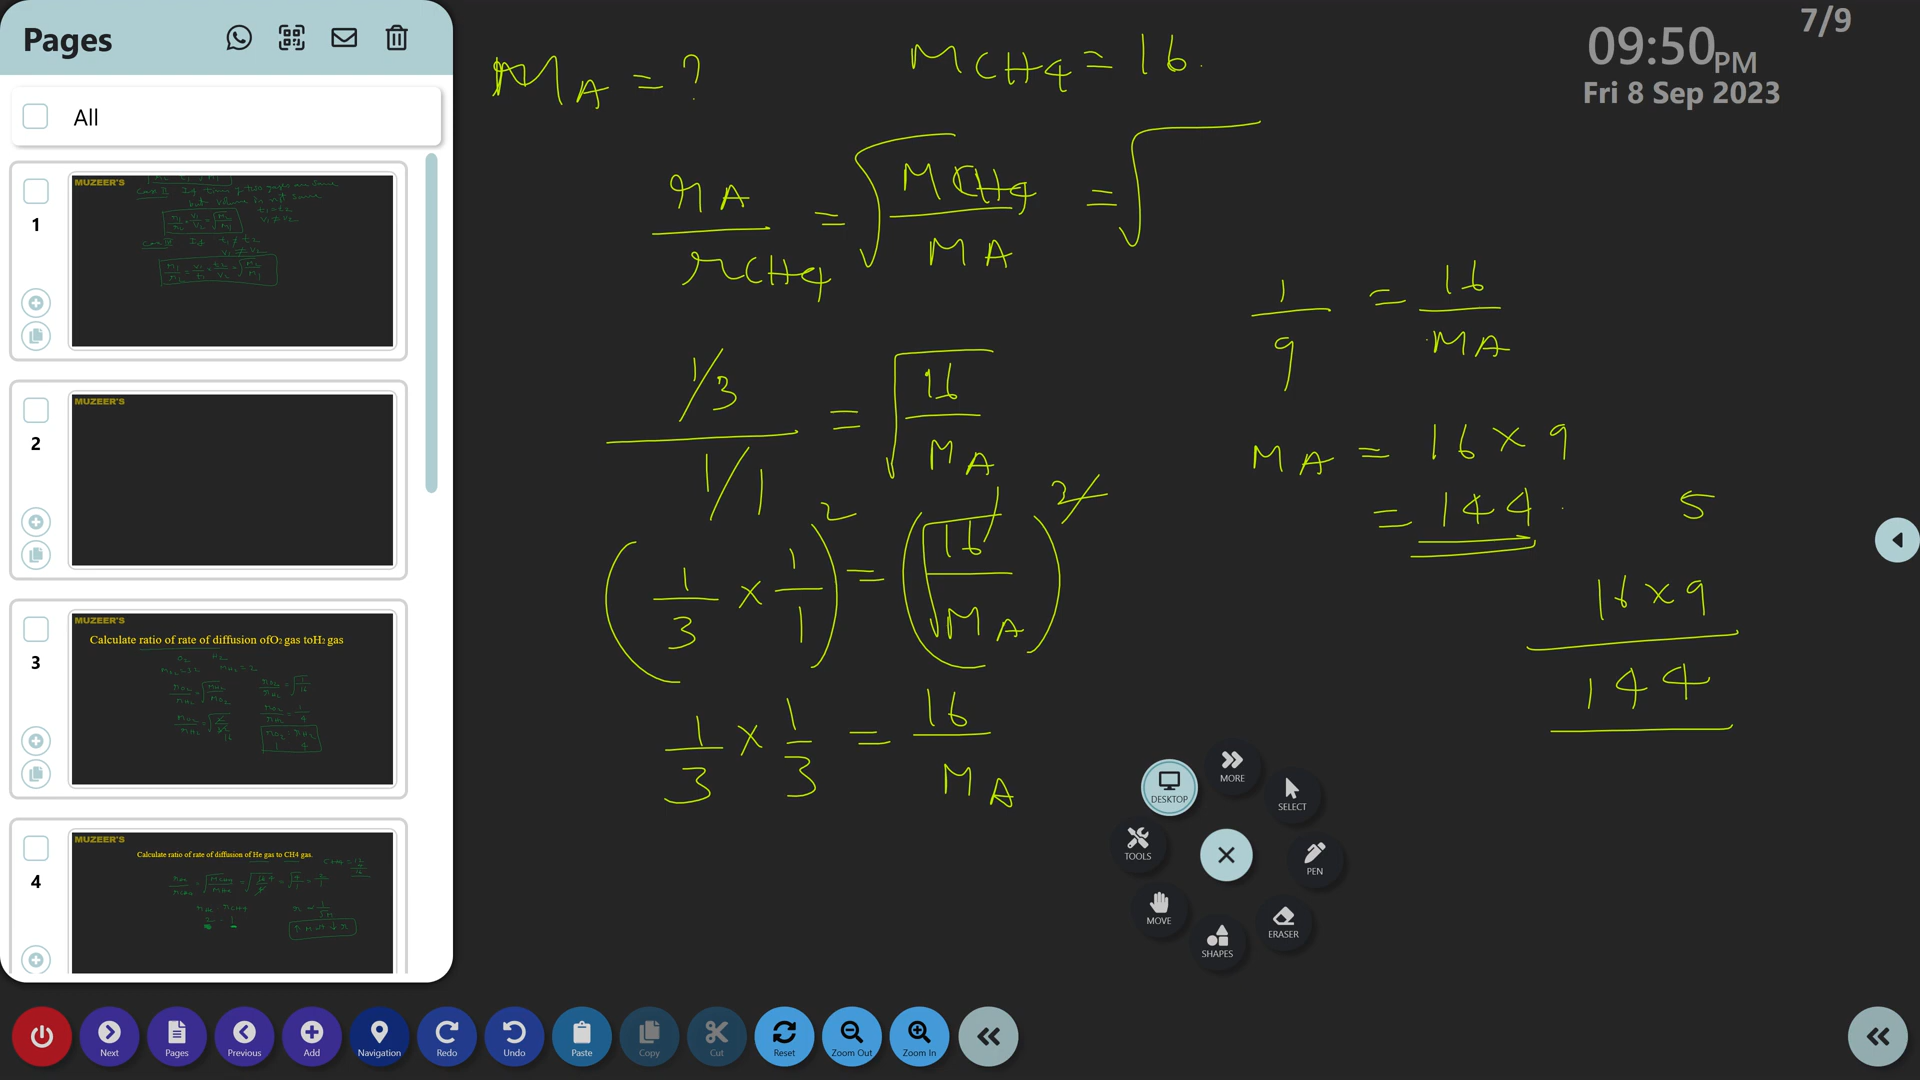 Pages
All
1
MUZEER'S
2
MUZEER'S
3
MUZEER'S
Calculate ratio of rate of diffusion ofO2 gas toH2 gas
4
MUZEER'S
Calculate ratio of rate of diffusion of He gas to CH4 gas.
7/9
09:50PM
Fri 8 Sep 2023
MA = ?
MCH4 = 16.
rA / rCH4 = √(MCH4 / MA) = √
1/3 / 1/1 = √(16 / MA)
(1/3 × 1/1)² = (√(16 / MA))²
1/3 × 1/3 = 16 / MA
1/9 = 16 / MA
MA = 16 × 9
= 144.
5
16 × 9
144
DESKTOP
MORE
SELECT
TOOLS
PEN
MOVE
ERASER
SHAPES
Next
Pages
Previous
Add
Navigation
Redo
Undo
Paste
Copy
Cut
Reset
Zoom Out
Zoom In